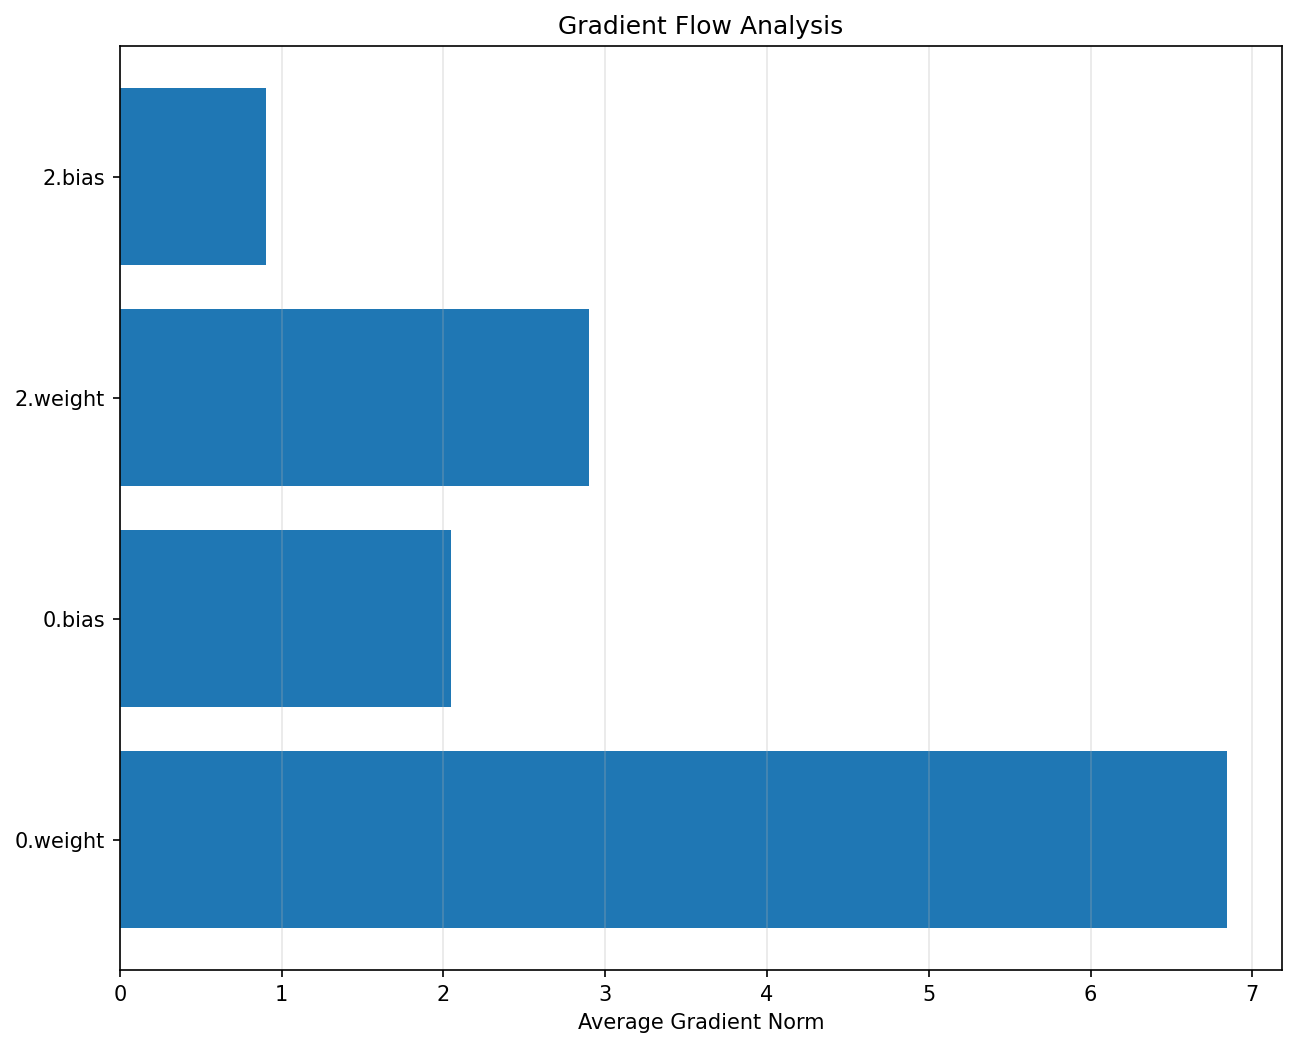 Gradient Flow Analysis
2.bias
2.weight
0.bias
0.weight
0 1 2 3 4 5 6 7
Average Gradient Norm